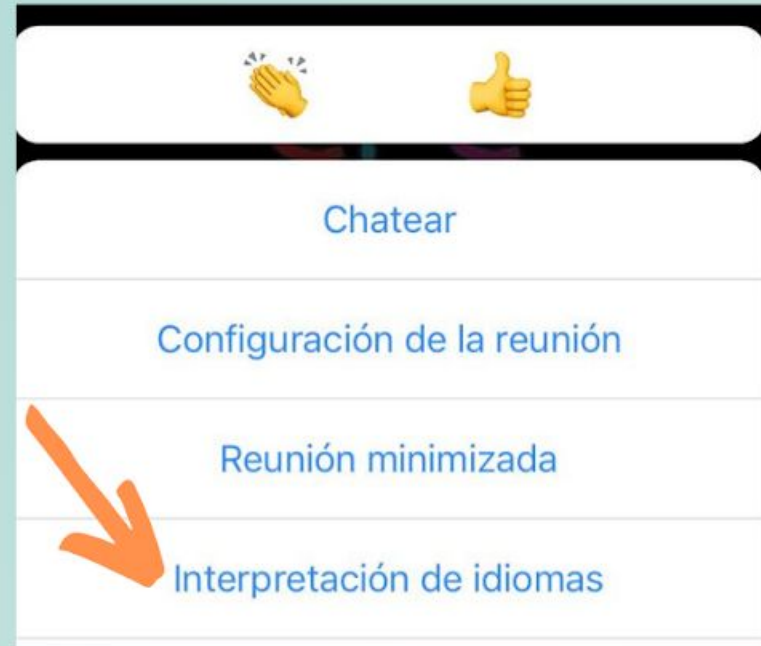 Chatear
Configuración de la reunión
Reunión minimizada
Interpretación de idiomas